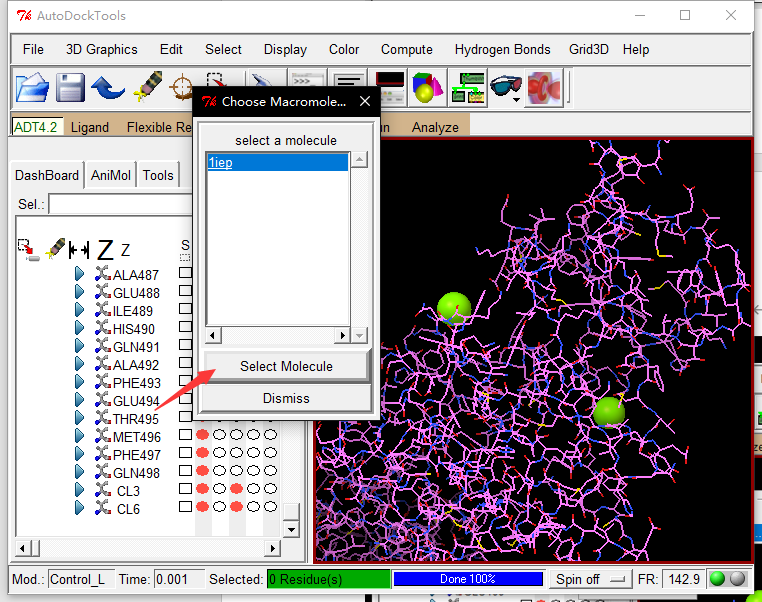 AutoDockTools
File 3D Graphics Edit Select Display Color Compute Hydrogen Bonds Grid3D Help
Choose Macromole...
ADT4.2 Ligand Flexible Re
Analyze
select a molecule
1iep
DashBoard AniMol Tools
Sel.:
Z Z S
ALA487
GLU488
ILE489
HIS490
GLN491
ALA492
PHE493
GLU494
THR495
MET496
PHE497
GLN498
CL3
CL6
Select Molecule
Dismiss
Mod.: Control_L Time: 0.001 Selected: 0 Residue(s) Done 100% Spin off FR: 142.9